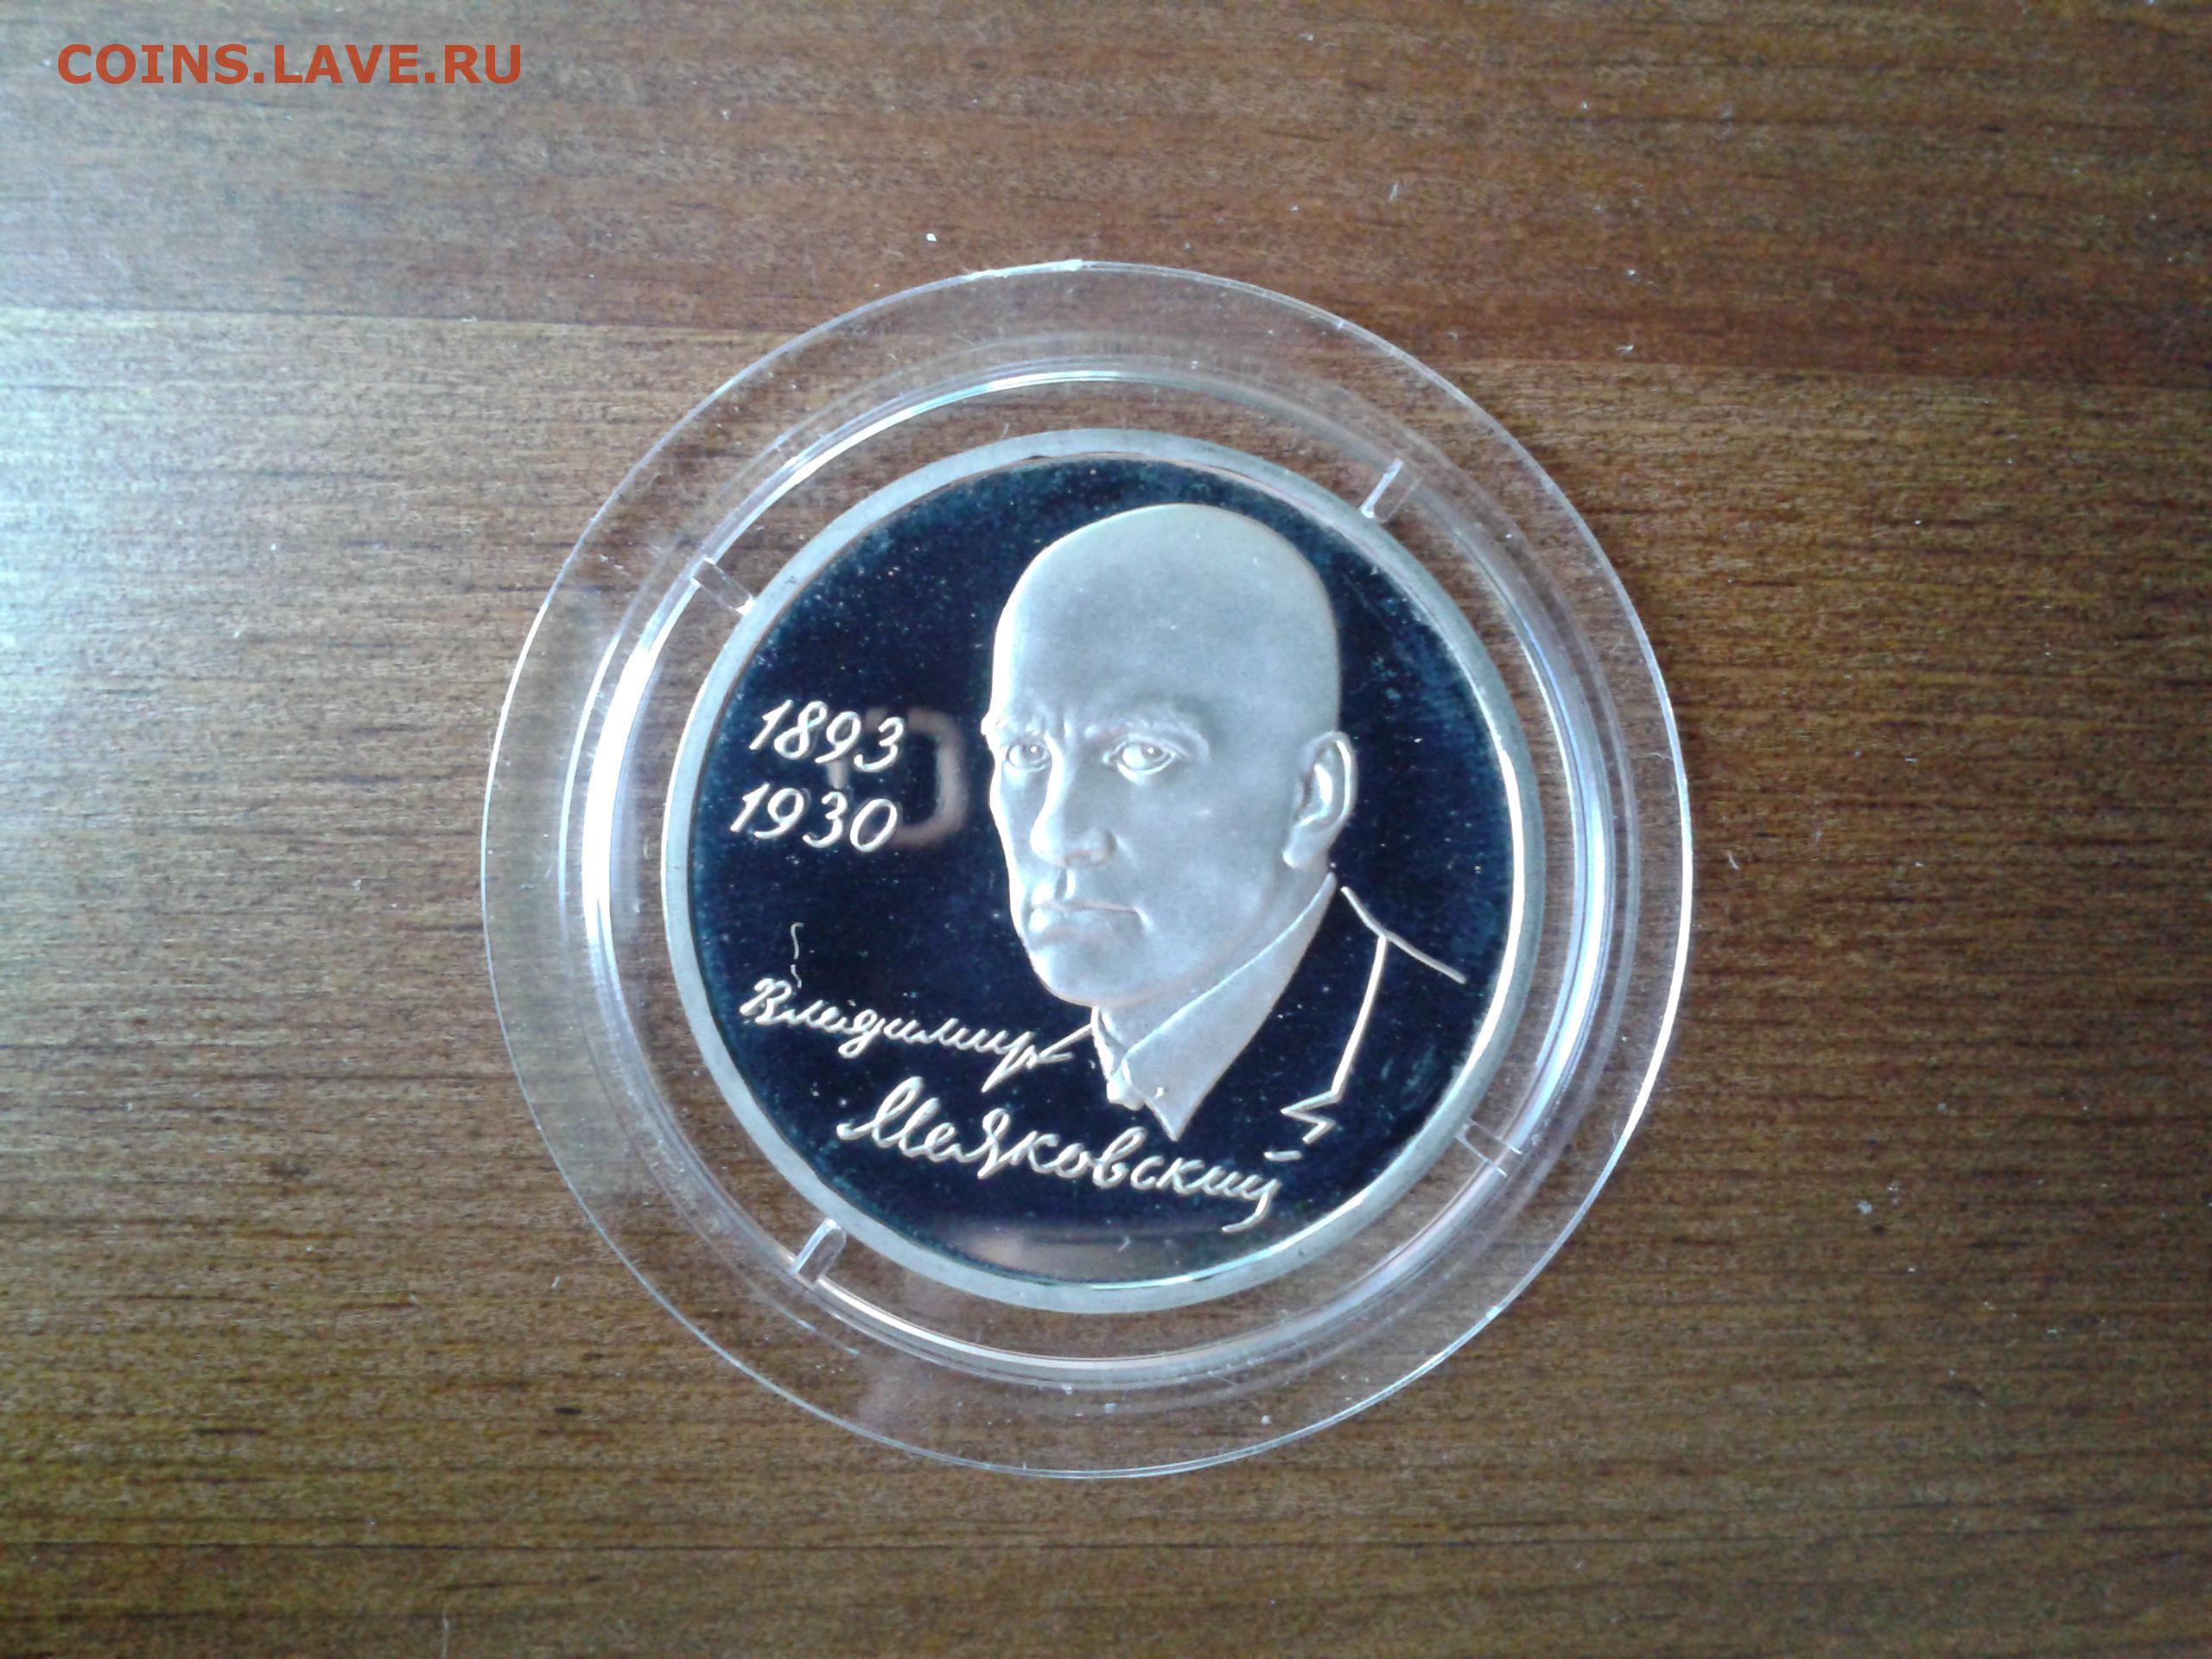 COINS.LAVE.RU
1893
1930
Владимир
Маяковский